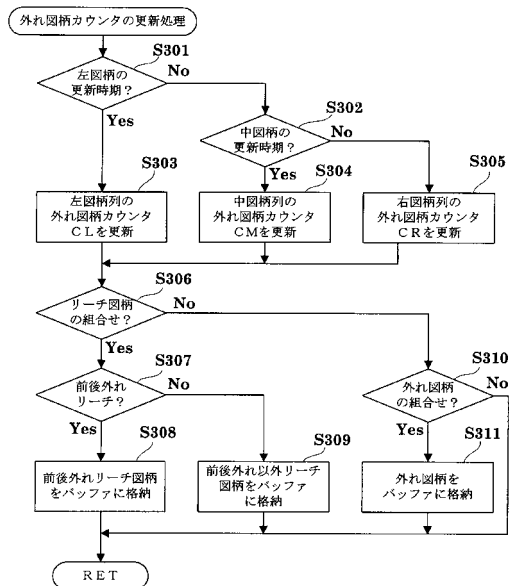 外れ図柄カウンタの更新処理
S301
左図柄の
更新時期？
No
Yes
S302
中図柄の
更新時期？
No
Yes
S303
左図柄列の
外れ図柄カウンタ
ＣＬを更新
S304
中図柄列の
外れ図柄カウンタ
ＣＭを更新
S305
右図柄列の
外れ図柄カウンタ
ＣＲを更新
S306
リーチ図柄
の組合せ？
No
Yes
S307
前後外れ
リーチ？
No
Yes
S310
外れ図柄
の組合せ？
No
Yes
S308
前後外れリーチ図柄
をバッファに格納
S309
前後外れ以外リーチ
図柄をバッファ
に格納
S311
外れ図柄を
バッファに格納
ＲＥＴ